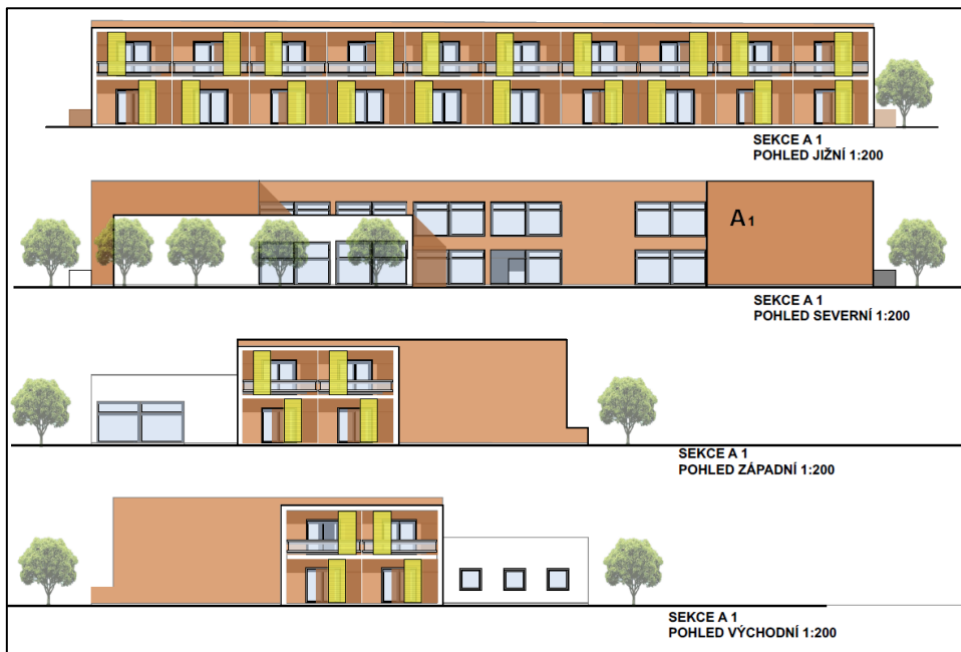 SEKCE A 1
POHLED JIŽNÍ 1:200
A1
SEKCE A 1
POHLED SEVERNÍ 1:200
SEKCE A 1
POHLED ZÁPADNÍ 1:200
SEKCE A 1
POHLED VÝCHODNÍ 1:200